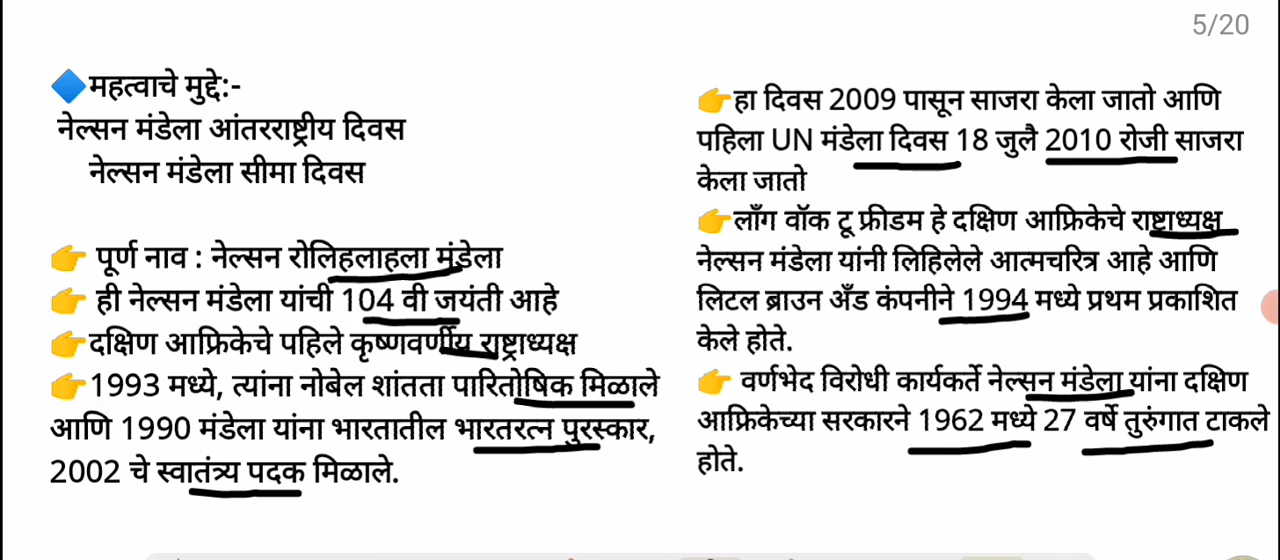 5/20
🔷महत्वाचे मुद्दे:-
नेल्सन मंडेला आंतरराष्ट्रीय दिवस
नेल्सन मंडेला सीमा दिवस
👉 पूर्ण नाव : नेल्सन रोलिहलाहला मंडेला
👉 ही नेल्सन मंडेला यांची 104 वी जयंती आहे
👉दक्षिण आफ्रिकेचे पहिले कृष्णवर्णीय राष्ट्राध्यक्ष
👉1993 मध्ये, त्यांना नोबेल शांतता पारितोषिक मिळाले
आणि 1990 मंडेला यांना भारतातील भारतरत्न पुरस्कार,
2002 चे स्वातंत्र्य पदक मिळाले.
👉हा दिवस 2009 पासून साजरा केला जातो आणि
पहिला UN मंडेला दिवस 18 जुलै 2010 रोजी साजरा
केला जातो
👉लाँग वॉक टू फ्रीडम हे दक्षिण आफ्रिकेचे राष्टाध्यक्ष
नेल्सन मंडेला यांनी लिहिलेले आत्मचरित्र आहे आणि
लिटल ब्राउन अँड कंपनीने 1994 मध्ये प्रथम प्रकाशित
केले होते.
👉 वर्णभेद विरोधी कार्यकर्ते नेल्सन मंडेला यांना दक्षिण
आफ्रिकेच्या सरकारने 1962 मध्ये 27 वर्षे तुरुंगात टाकले
होते.